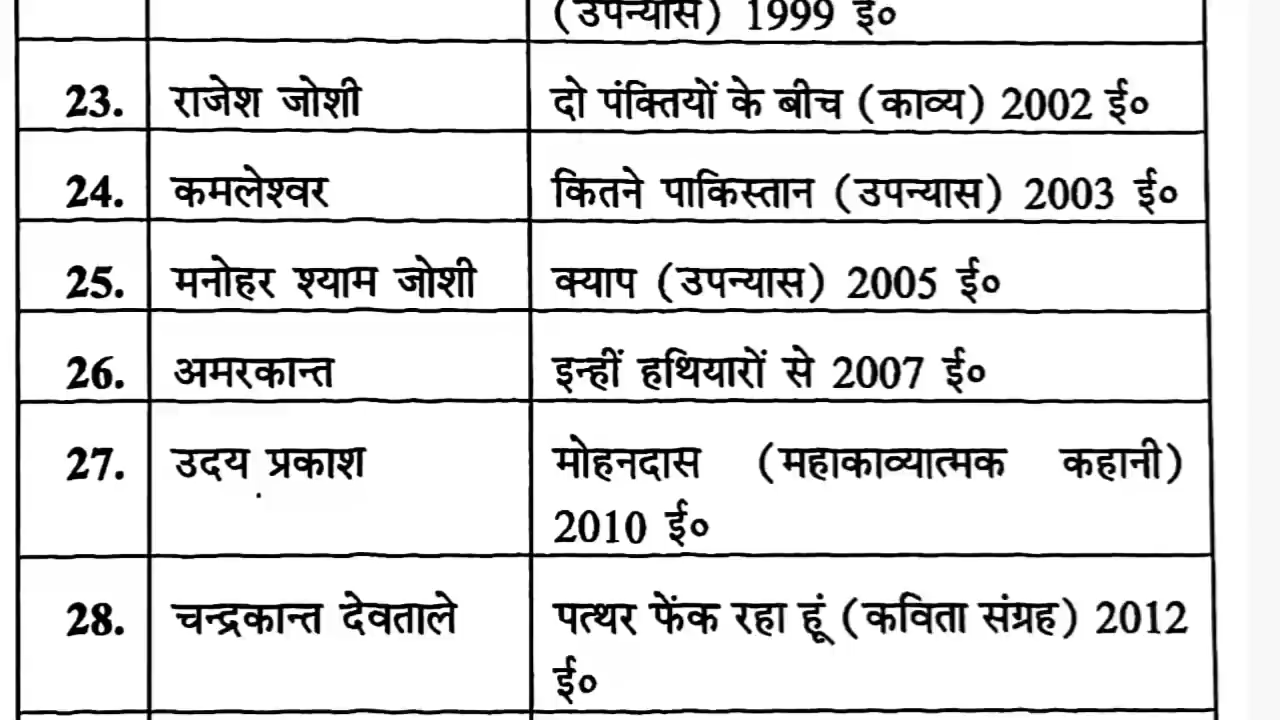 (उपन्यास) 1999 ई०
23. राजेश जोशी दो पंक्तियों के बीच (काव्य) 2002 ई०
24. कमलेश्वर कितने पाकिस्तान (उपन्यास) 2003 ई०
25. मनोहर श्याम जोशी क्याप (उपन्यास) 2005 ई०
26. अमरकान्त इन्हीं हथियारों से 2007 ई०
27. उदय प्रकाश मोहनदास (महाकाव्यात्मक कहानी)
2010 ई०
28. चन्द्रकान्त देवताले पत्थर फेंक रहा हूं (कविता संग्रह) 2012
ई०